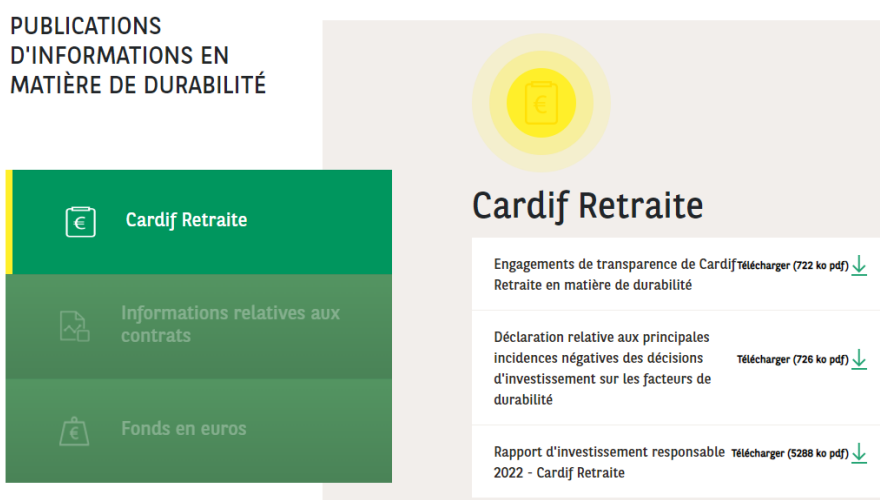 PUBLICATIONS
D'INFORMATIONS EN
MATIÈRE DE DURABILITÉ
Cardif Retraite
Informations relatives aux
contrats
Fonds en euros
Cardif Retraite
Engagements de transparence de Cardif Télécharger (722 ko pdf)
Retraite en matière de durabilité
Déclaration relative aux principales
incidences négatives des décisions
d'investissement sur les facteurs de
durabilité
Télécharger (726 ko pdf)
Rapport d'investissement responsable Télécharger (5288 ko pdf)
2022 - Cardif Retraite